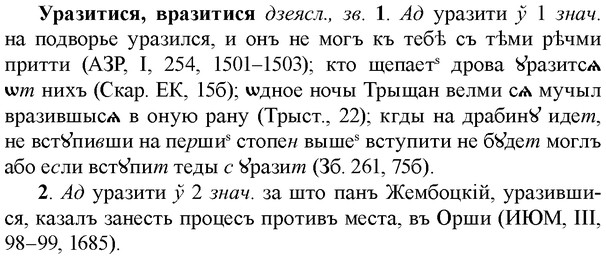 Уразитися, вразитися дзеясл., зв. 1. Ад уразити ў 1 знач.
на подворье уразился, и онъ не могъ къ тебѣ съ тѣми рѣчми
притти (АЗР, I, 254, 1501–1503); кто щепаетˢ дрова ꙋразитсѧ
ѡт нихъ (Скар. ЕК, 15б); ѡдное ночы Трыщан велми сѧ мучыл
вразившысѧ в оную рану (Трыст., 22); кгды на драбинꙋ идет,
не встꙋпивши на першиˢ стопен вышеˢ вступити не бꙋдет моглъ
або если встꙋпит теды с ꙋразит (Зб. 261, 75б).
2. Ад уразити ў 2 знач. за што панъ Жембоцкій, уразивши-
ся, казалъ занесть процесъ противъ места, въ Орши (ИЮМ, III,
98–99, 1685).